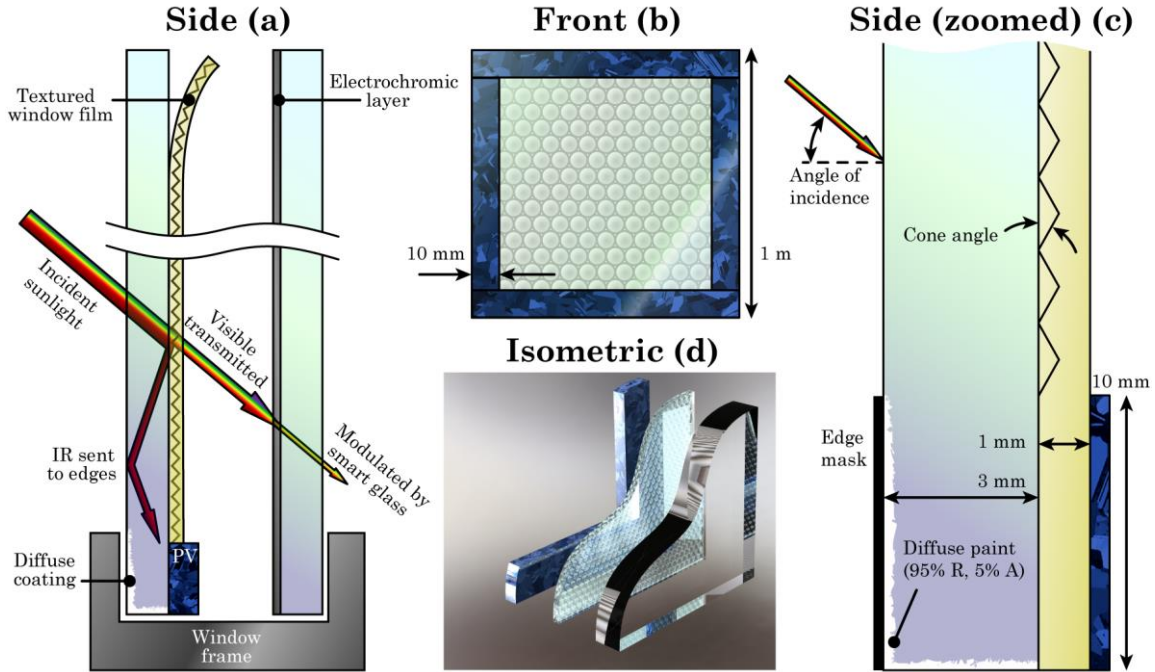 Side (a)
Textured
window film
Electrochromic
layer
Incident
sunlight
Visible
transmitted
IR sent
to edges
Modulated by
smart glass
Diffuse
coating
PV
Window
frame
Front (b)
10 mm
1 m
Isometric (d)
Side (zoomed) (c)
Angle of
incidence
Cone angle
10 mm
Edge
mask
1 mm
3 mm
Diffuse paint
(95% R, 5% A)